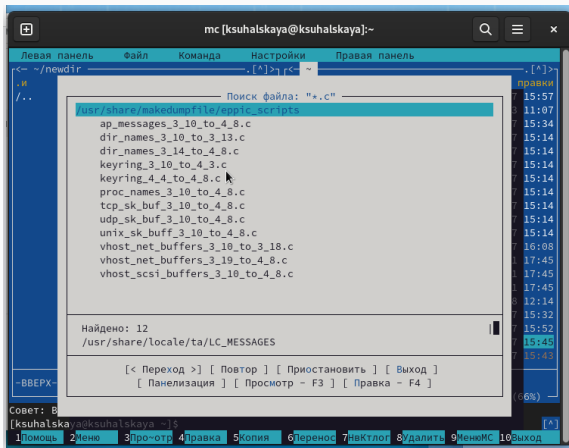 mc [ksuhalskaya@ksuhalskaya]:~
Левая панель Файл Команда Настройки Правая панель
<— ~/newdir .[^]>
<— ~ .[^]>
.и правки
/..
15:57
11:07
15:34
15:14
15:14
15:14
15:14
15:14
15:14
15:14
15:14
16:08
17:45
17:45
17:45
12:14
15:32
15:52
15:45
15:43
Поиск файла: "*.c"
/usr/share/makedumpfile/eppic_scripts
ap_messages_3_10_to_4_8.c
dir_names_3_10_to_3_13.c
dir_names_3_14_to_4_8.c
keyring_3_10_to_4_3.c
keyring_4_4_to_4_8.c
proc_names_3_10_to_4_8.c
tcp_sk_buf_3_10_to_4_8.c
udp_sk_buf_3_10_to_4_8.c
unix_sk_buff_3_10_to_4_8.c
vhost_net_buffers_3_10_to_3_18.c
vhost_net_buffers_3_19_to_4_8.c
vhost_scsi_buffers_3_10_to_4_8.c
Найдено: 12
/usr/share/locale/ta/LC_MESSAGES
[< Переход >] [ Повтор ] [ Приостановить ] [ Выход ]
[ Панелизация ] [ Просмотр - F3 ] [ Правка - F4 ]
-ВВЕРХ-
66%)
Совет: В
[ksuhalskaya@ksuhalskaya ~]$ [^]
1Помощь 2Меню 3Про~отр 4Правка 5Копия 6Перенос 7НвКтлог 8Удалить 9МенюMC 10Выход